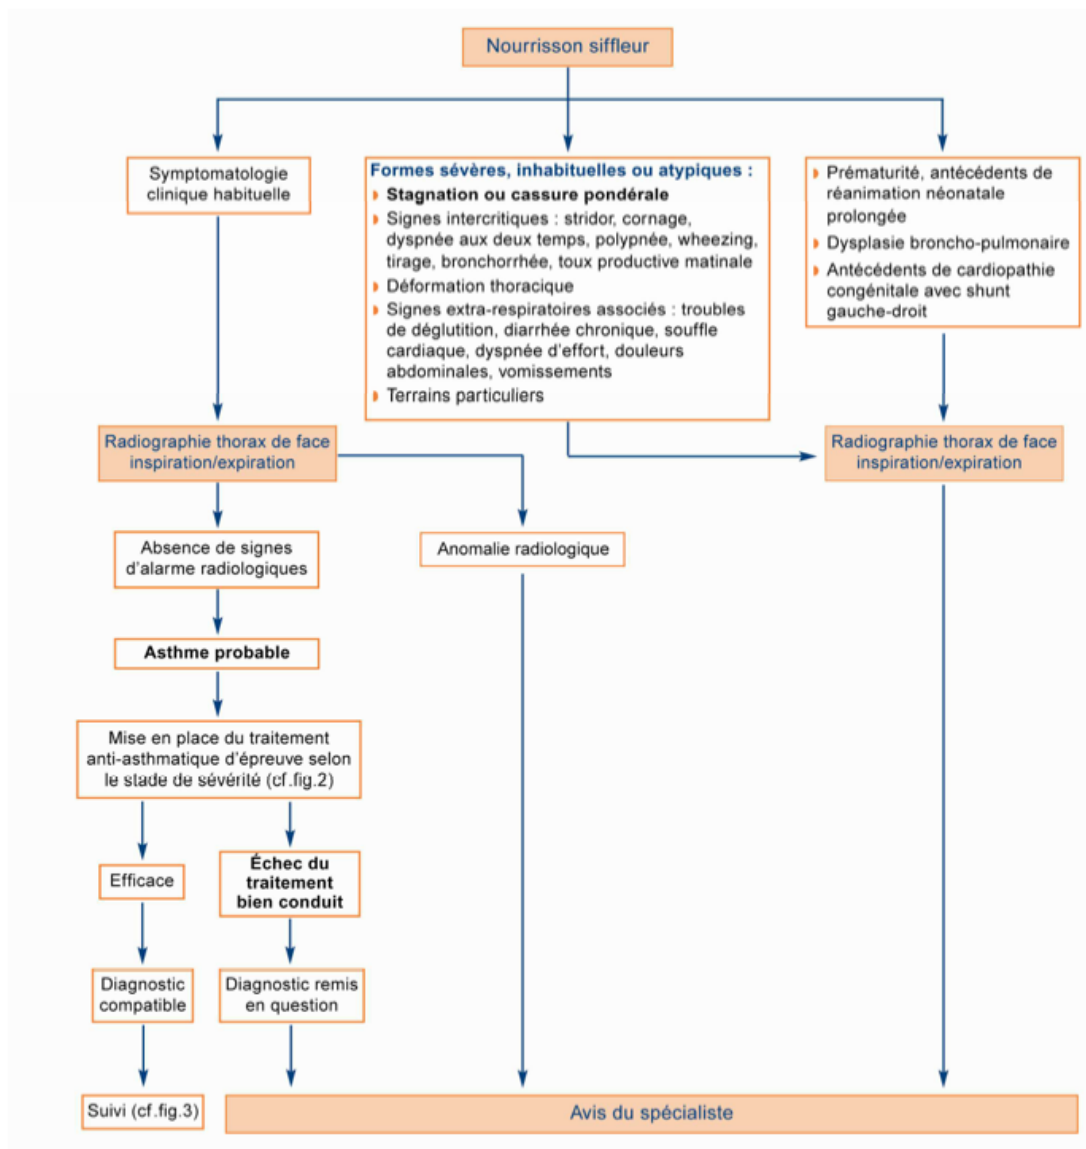 Nourrisson siffleur
Symptomatologie
clinique habituelle
Formes sévères, inhabituelles ou atypiques :
Stagnation ou cassure pondérale
Signes intercritiques : stridor, cornage,
dyspnée aux deux temps, polypnée, wheezing,
tirage, bronchorrhée, toux productive matinale
Déformation thoracique
Signes extra-respiratoires associés : troubles
de déglutition, diarrhée chronique, souffle
cardiaque, dyspnée d'effort, douleurs
abdominales, vomissements
Terrains particuliers
Prématurité, antécédents de
réanimation néonatale
prolongée
Dysplasie broncho-pulmonaire
Antécédents de cardiopathie
congénitale avec shunt
gauche-droit
Radiographie thorax de face
inspiration/expiration
Radiographie thorax de face
inspiration/expiration
Absence de signes
d'alarme radiologiques
Anomalie radiologique
Asthme probable
Mise en place du traitement
anti-asthmatique d'épreuve selon
le stade de sévérité (cf.fig.2)
Efficace
Échec du
traitement
bien conduit
Diagnostic
compatible
Diagnostic remis
en question
Suivi (cf.fig.3)
Avis du spécialiste